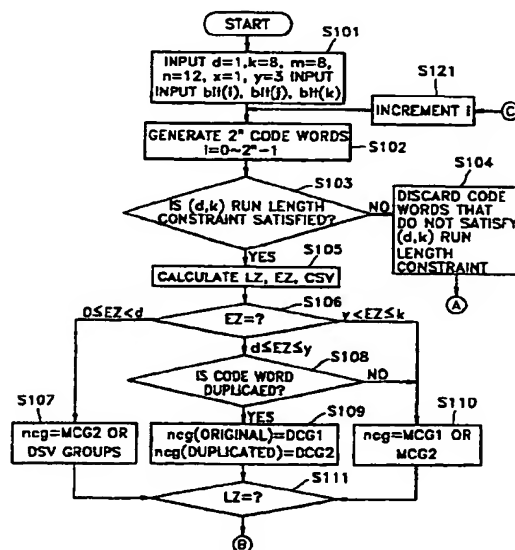 START
S101
INPUT d=1,k=8, m=8,
n=12, x=1, y=3 INPUT
INPUT bit(i), bit(j), bit(k)
S121
INCREMENT i
C
GENERATE 2ⁿ CODE WORDS
i=0~2ⁿ-1
S102
S103
IS (d,k) RUN LENGTH
CONSTRAINT SATISFIED?
NO
S104
DISCARD CODE
WORDS THAT
DO NOT SATISFY
(d,k) RUN
LENGTH
CONSTRAINT
A
YES
S105
CALCULATE LZ, EZ, CSV
S106
EZ=?
0≤EZ<d
y<EZ≤k
d≤EZ≤y
S108
IS CODE WORD
DUPLICAED?
NO
YES
S107
ncg=MCG2 OR
DSV GROUPS
S109
ncg(ORIGINAL)=DCG1
ncg(DUPLICATED)=DCG2
S110
ncg=MCG1 OR
MCG2
S111
LZ=?
B